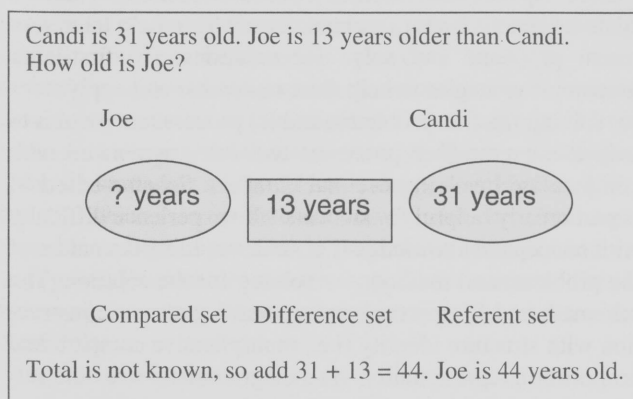 Candi is 31 years old. Joe is 13 years older than Candi.
How old is Joe?
Joe Candi
? years 13 years 31 years
Compared set Difference set Referent set
Total is not known, so add 31 + 13 = 44. Joe is 44 years old.